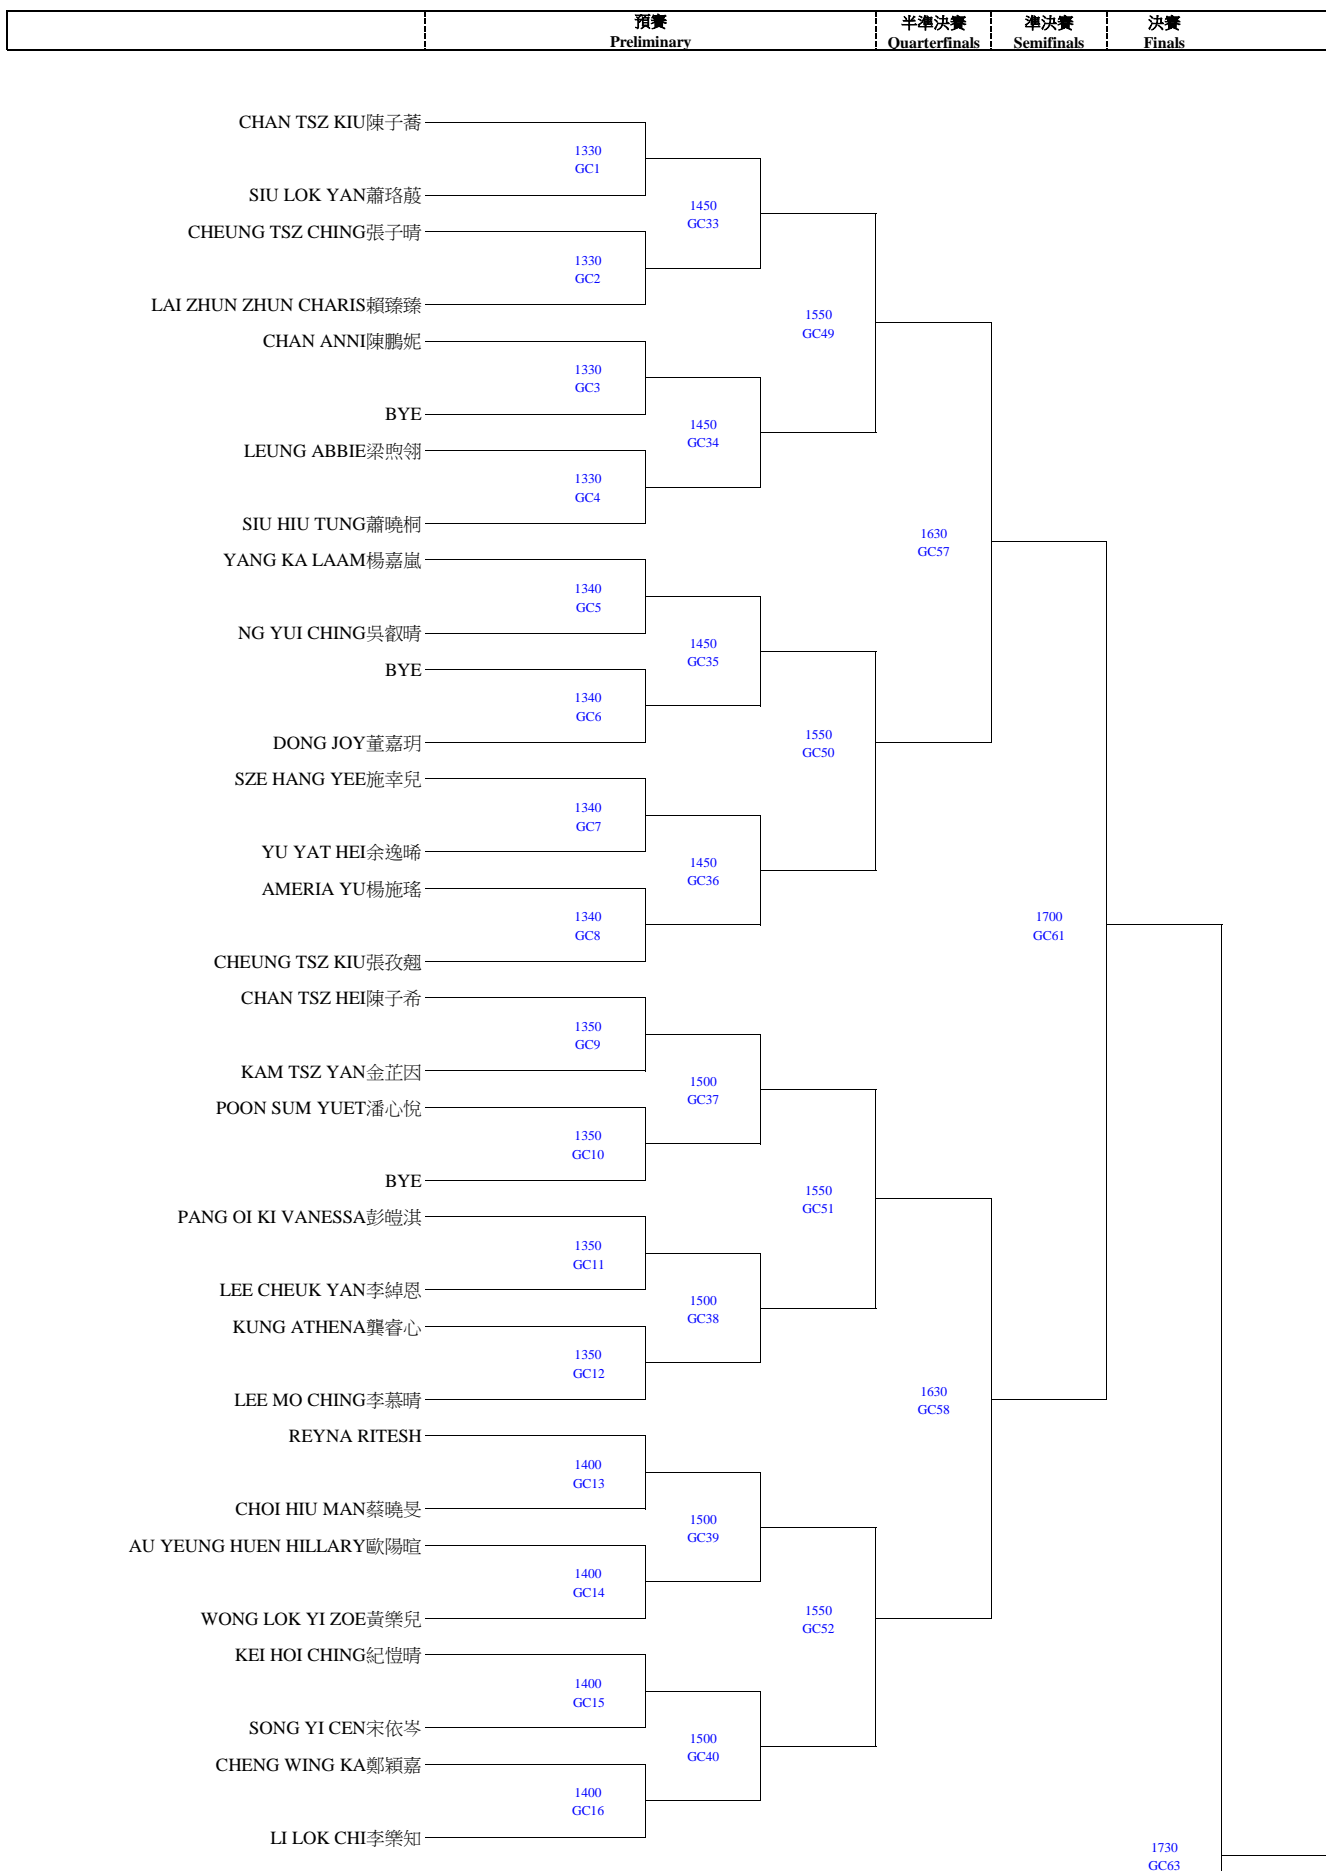 預賽 半準決賽 準決賽 決賽
Preliminary Quarterfinals Semifinals Finals
CHAN TSZ KIU陳子蕎
1330
GC1
SIU LOK YAN蕭珞葭
1450
GC33
CHEUNG TSZ CHING張子晴
1330
GC2
LAI ZHUN ZHUN CHARIS賴臻臻
1550
GC49
CHAN ANNI陳鵬妮
1330
GC3
BYE
1450
GC34
LEUNG ABBIE梁煦翎
1330
GC4
SIU HIU TUNG蕭曉桐
1630
GC57
YANG KA LAAM楊嘉嵐
1340
GC5
NG YUI CHING吳叡晴
1450
GC35
BYE
1340
GC6
DONG JOY董嘉玥
1550
GC50
SZE HANG YEE施幸兒
1340
GC7
YU YAT HEI余逸晞
1450
GC36
AMERIA YU楊施瑤
1340
GC8
1700
GC61
CHEUNG TSZ KIU張孜翹
CHAN TSZ HEI陳子希
1350
GC9
KAM TSZ YAN金芷因
1500
GC37
POON SUM YUET潘心悅
1350
GC10
BYE
1550
GC51
PANG OI KI VANESSA彭皚淇
1350
GC11
LEE CHEUK YAN李綽恩
1500
GC38
KUNG ATHENA龔睿心
1350
GC12
LEE MO CHING李慕晴
1630
GC58
REYNA RITESH
1400
GC13
CHOI HIU MAN蔡曉旻
1500
GC39
AU YEUNG HUEN HILLARY歐陽暄
1400
GC14
WONG LOK YI ZOE黃樂兒
1550
GC52
KEI HOI CHING紀愷晴
1400
GC15
SONG YI CEN宋依岑
1500
GC40
CHENG WING KA鄭穎嘉
1400
GC16
LI LOK CHI李樂知
1730
GC63